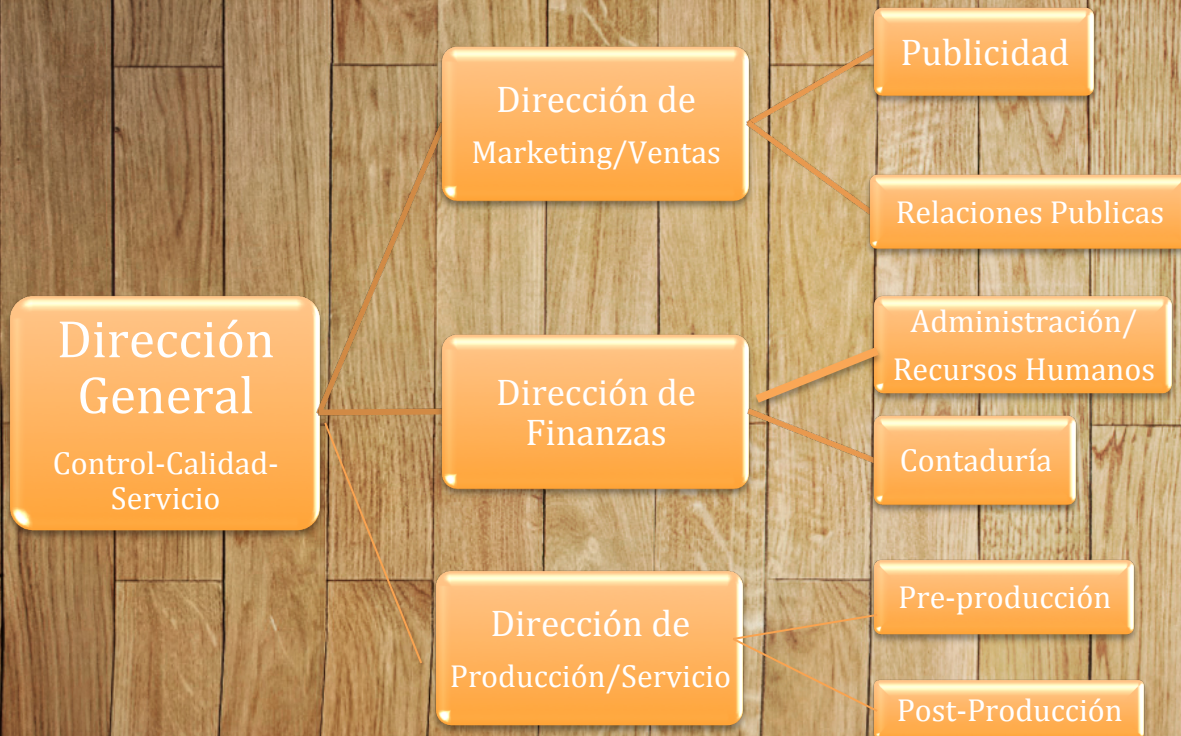 Dirección
General
Control-Calidad-
Servicio
Dirección de
Marketing/Ventas
Publicidad
Relaciones Publicas
Dirección de
Finanzas
Administración/
Recursos Humanos
Contaduría
Dirección de
Producción/Servicio
Pre-producción
Post-Producción